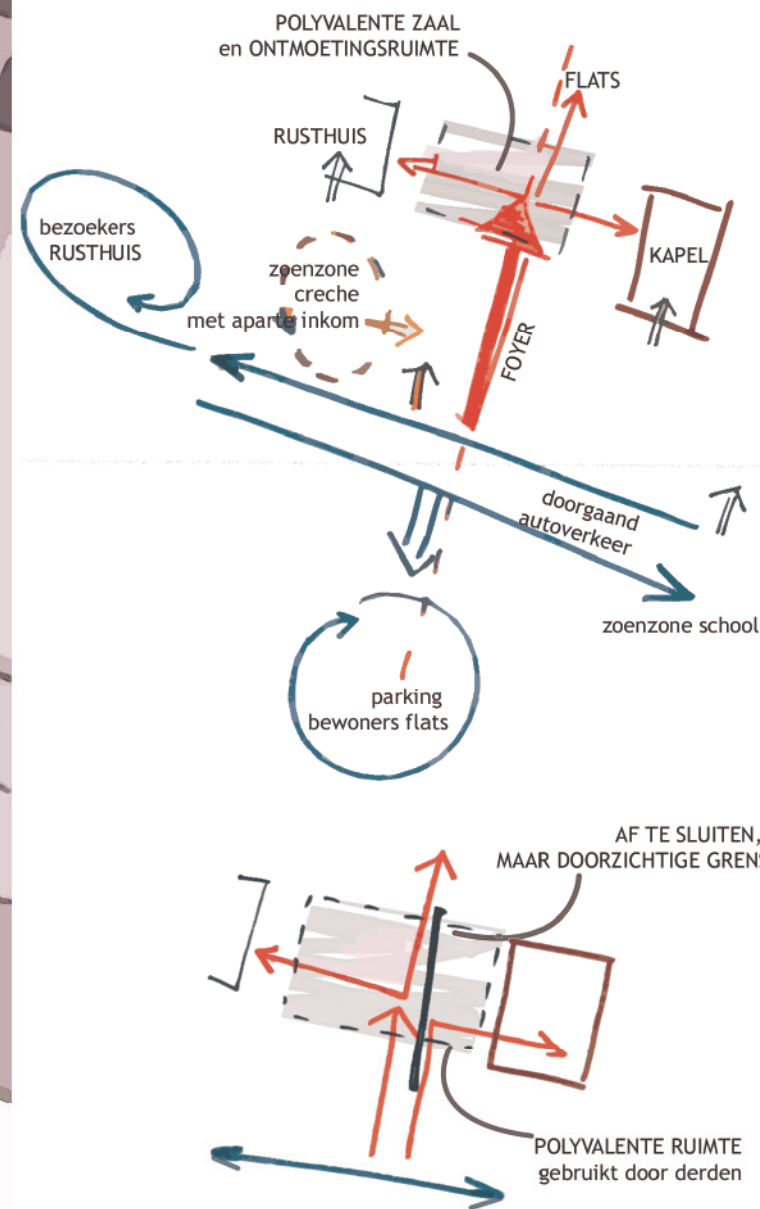 POLYVALENTE ZAAL
en ONTMOETINGSRUIMTE
FLATS
RUSTHUIS
bezoekers
RUSTHUIS
KAPEL
zoenzone
creche
met aparte inkom
FOYER
doorgaand
autoverkeer
zoenzone school
parking
bewoners flats
AF TE SLUITEN,
MAAR DOORZICHTIGE GRENS
POLYVALENTE RUIMTE
gebruikt door derden